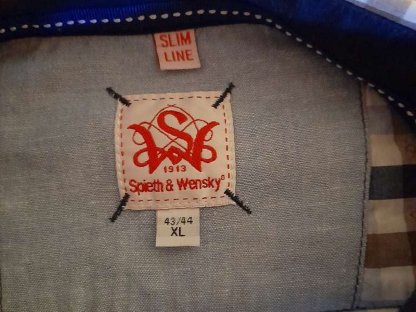 SLIM
LINE
SW
1913
Spieth & Wensky®
43/44
XL